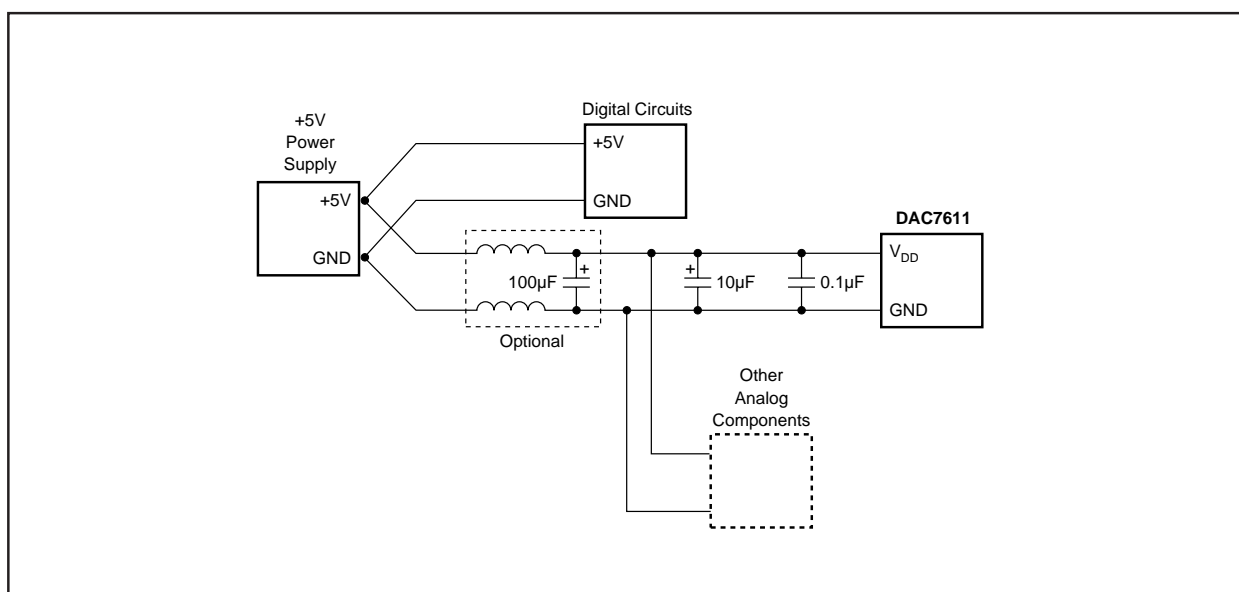 +5V
Power
Supply
+5V
GND
Digital Circuits
+5V
GND
100µF
+
Optional
+
10µF
0.1µF
DAC7611
VDD
GND
Other
Analog
Components